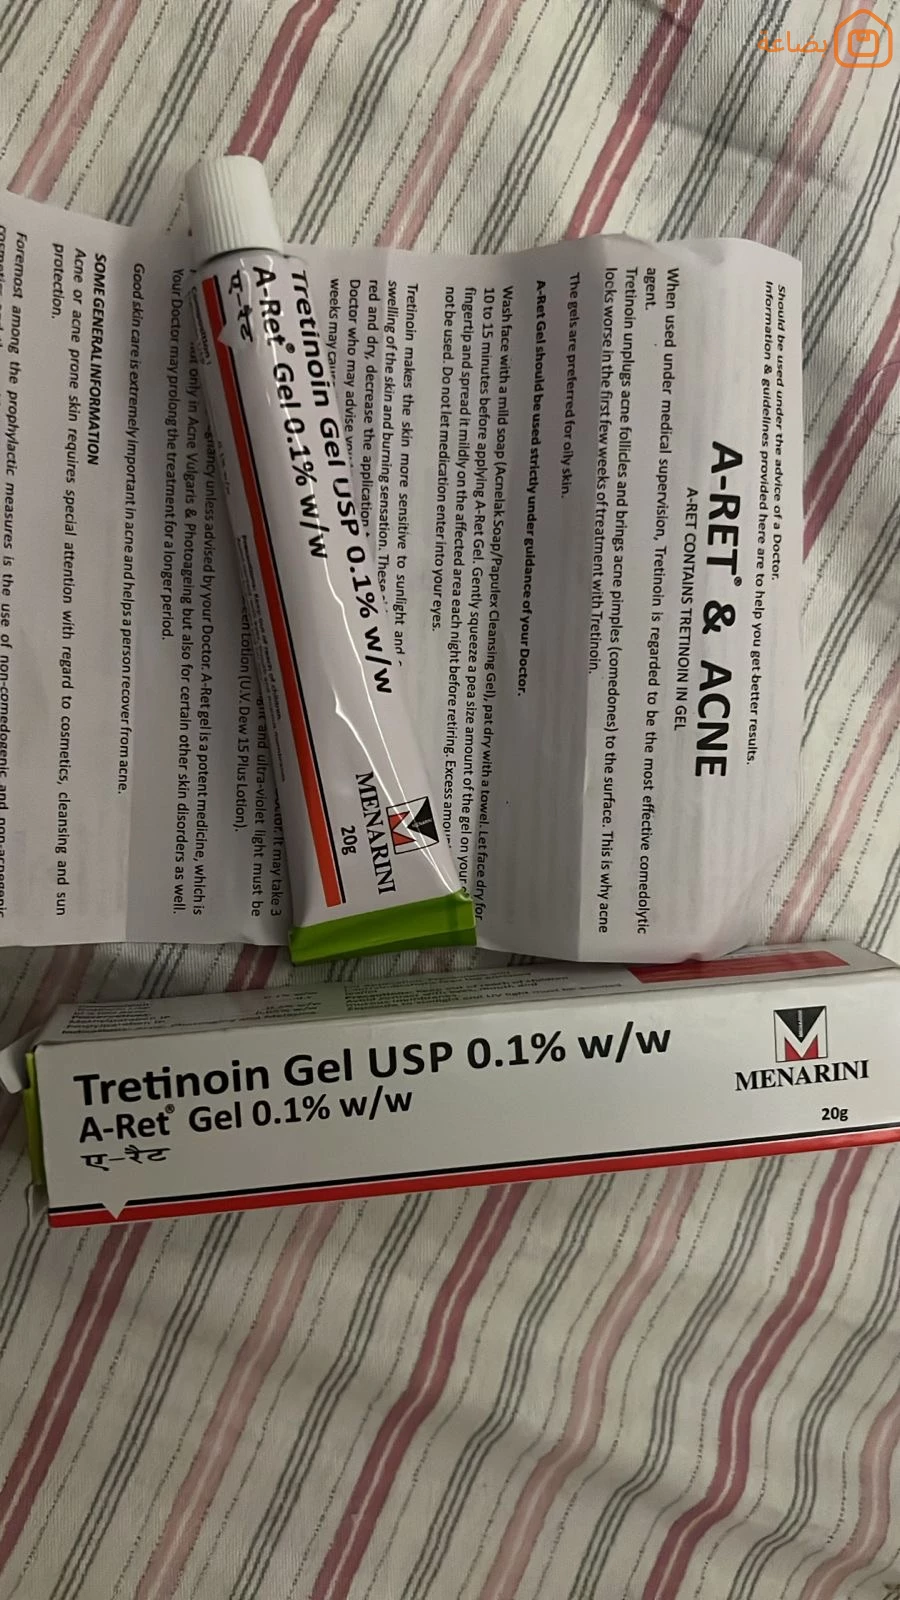 بضاعة
Should be used under the advice of a Doctor.
Information & guidelines provided here are to help you get better results.
A-RET® & ACNE
A-RET CONTAINS TRETINOIN IN GEL
When used under medical supervision, Tretinoin is regarded to be the most effective comedolytic
agent.
Tretinoin unplugs acne follicles and brings acne pimples (comedones) to the surface. This is why acne
looks worse in the first few weeks of treatment with Tretinoin.
The gels are preferred for oily skin.
A-Ret Gel should be used strictly under guidance of your Doctor.
Wash face with a mild soap (Acnelak Soap/Papulex Cleansing Gel), pat dry with a towel. Let face dry for
10 to 15 minutes before applying A-Ret Gel. Gently squeeze a pea size amount of the gel on your
fingertip and spread it mildly on the affected area each night before retiring. Excess
not be used. Do not let medication enter into your eyes.
Tretinoin makes the skin more sensitive to sunlight and
swelling of the skin and burning sensation.
red and dry, decrease the application
Doctor who may advise
weeks may
It may take 3
and ultra-violet light must be
Lotion (U.V. Dew 15 Plus Lotion).
unless advised by your Doctor. A-Ret gel is a potent medicine, which is
only in Acne Vulgaris & Photoageing but also for certain other skin disorders as well.
Your Doctor may prolong the treatment for a longer period.
Good skin care is extremely important in acne and helps a person recover from acne.
SOME GENERAL INFORMATION
Acne or acne prone skin requires special attention with regard to cosmetics, cleansing and sun
protection.
Foremost among the prophylactic measures is the use of non-comedogenic and non-acnegenic
Tretinoin Gel USP 0.1% w/w
A-Ret® Gel 0.1% w/w
ए-रैट
MENARINI
20g
Tretinoin Gel USP 0.1% w/w
A-Ret® Gel 0.1% w/w
ए-रैट
MENARINI
20g